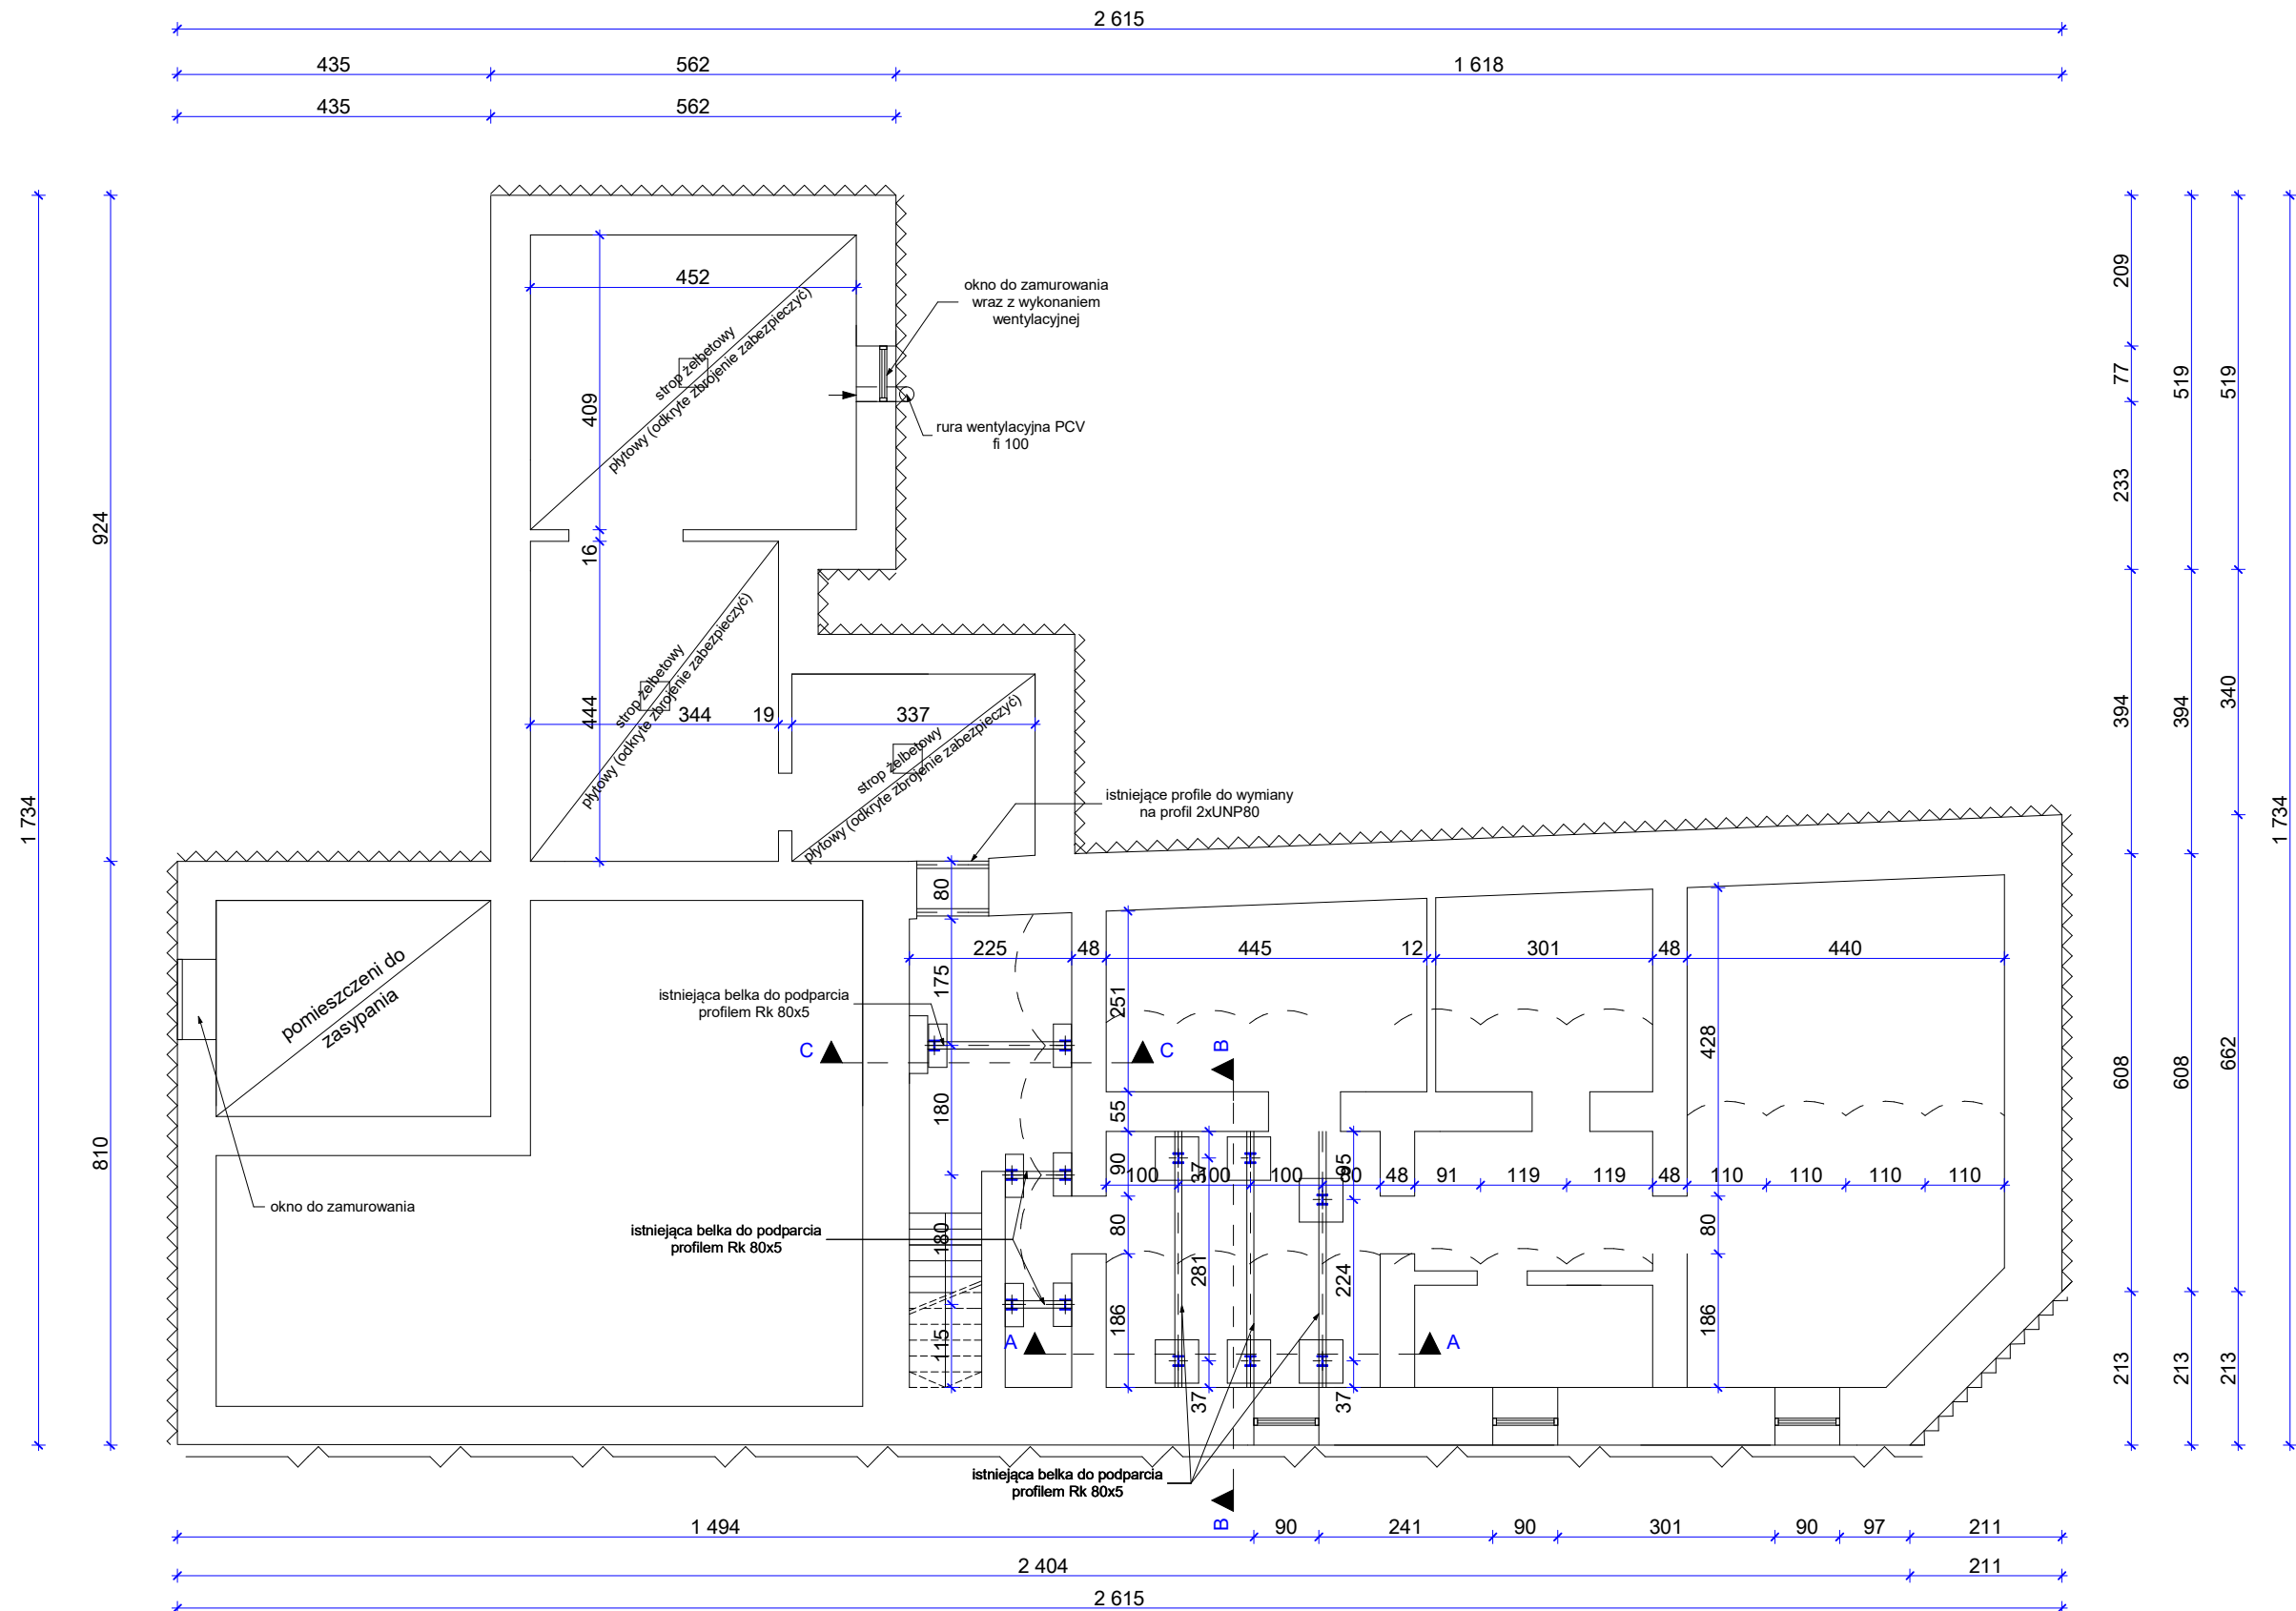 2 615
435
562
1 618
435
562
452
okno do zamurowania
wraz z wykonaniem
wentylacyjnej
strop żelbetowy
płytowy (odkryte zbrojenie zabezpieczyć)
409
rura wentylacyjna PCV
fi 100
16
444
strop żelbetowy
płytowy (odkryte zbrojenie zabezpieczyć)
344
19
337
strop żelbetowy
płytowy (odkryte zbrojenie zabezpieczyć)
istniejące profile do wymiany
na profil 2xUNP80
1 734
924
810
209
77
233
394
608
213
519
394
608
213
519
340
662
213
1 734
80
225
48
445
12
301
48
440
175
251
428
pomieszczeni do
zasypania
istniejąca belka do podparcia
profilem Rk 80x5
C
C
B
180
55
90
37
95
100
100
100
80
48
91
119
119
48
110
110
110
110
okno do zamurowania
istniejąca belka do podparcia
profilem Rk 80x5
180
80
281
224
80
115
186
186
A
A
37
37
istniejąca belka do podparcia
profilem Rk 80x5
B
1 494
90
241
90
301
90
97
211
2 404
211
2 615